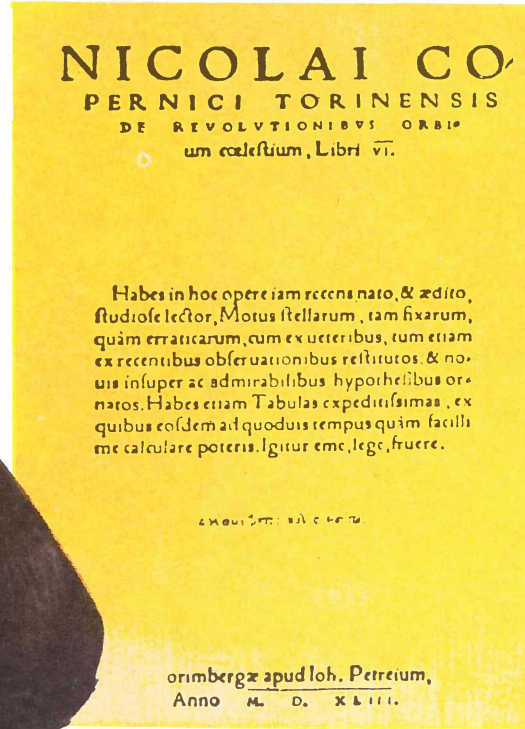 NICOLAI CO-
PERNICI TORINENSIS
DE REVOLVTIONIBVS ORBI-
um cœleſtium, Libri VI.
Habes in hoc opere iam recens nato, & ædito,
ſtudioſe lector, Motus ſtellarum, tam fixarum,
quàm erraticarum, cum ex ueteribus, tum etiam
ex recentibus obſeruationibus reſtitutos: & no-
uis inſuper ac admirabilibus hypotheſibus or-
natos. Habes etiam Tabulas expeditiſsimas, ex
quibus eoſdem ad quoduis tempus quàm facilli
me calculare poteris. Igitur eme, lege, fruere.
orimbergæ apud Ioh. Petreium,
Anno M. D. XLIII.